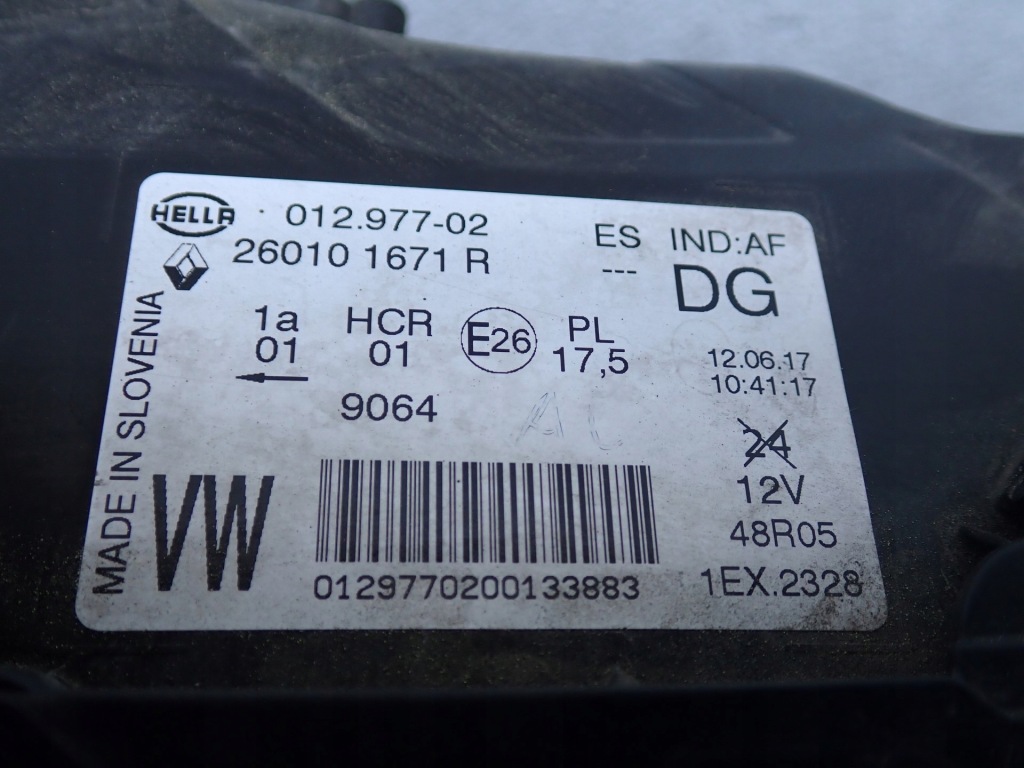 HELLA 012.977-02
26010 1671 R
ES IND:AF
--- DG
1a HCR E26 PL
01 01 17,5
9064
12.06.17
10:41:17
24
12V
48R05
1EX.2328
MADE IN SLOVENIA
VW
0129770200133883